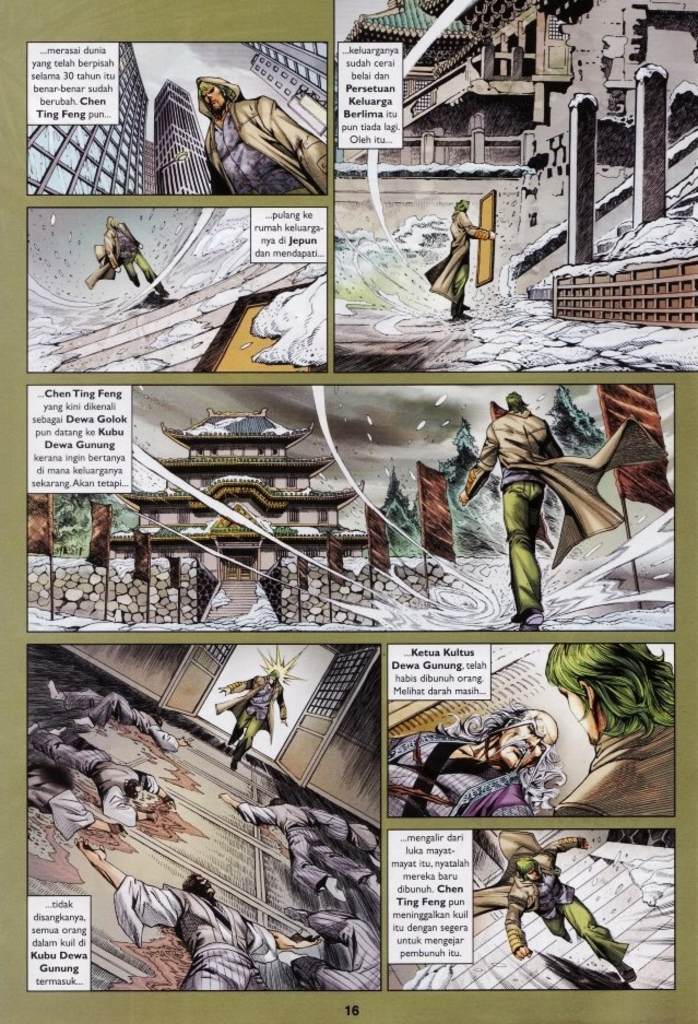 ...merasai dunia
yang telah berpisah
selama 30 tahun itu
benar-benar sudah
berubah. Chen
Ting Feng pun...
...keluarganya
sudah cerai
belai dan
Persetuan
Keluarga
Berlima itu
pun tiada lagi.
Oleh itu...
...pulang ke
rumah keluarga-
nya di Jepun
dan mendapati...
...Chen Ting Feng
yang kini dikenali
sebagai Dewa Golok
pun datang ke Kubu
Dewa Gunung
kerana ingin bertanya
di mana keluarganya
sekarang. Akan tetapi...
...tidak
disangkanya,
semua orang
dalam kuil di
Kubu Dewa
Gunung
termasuk...
...Ketua Kultus
Dewa Gunung, telah
habis dibunuh orang.
Melihat darah masih...
...mengalir dari
luka mayat-
mayat itu, nyatalah
mereka baru
dibunuh. Chen
Ting Feng pun
meninggalkan kuil
itu dengan segera
untuk mengejar
pembunuh itu.
16